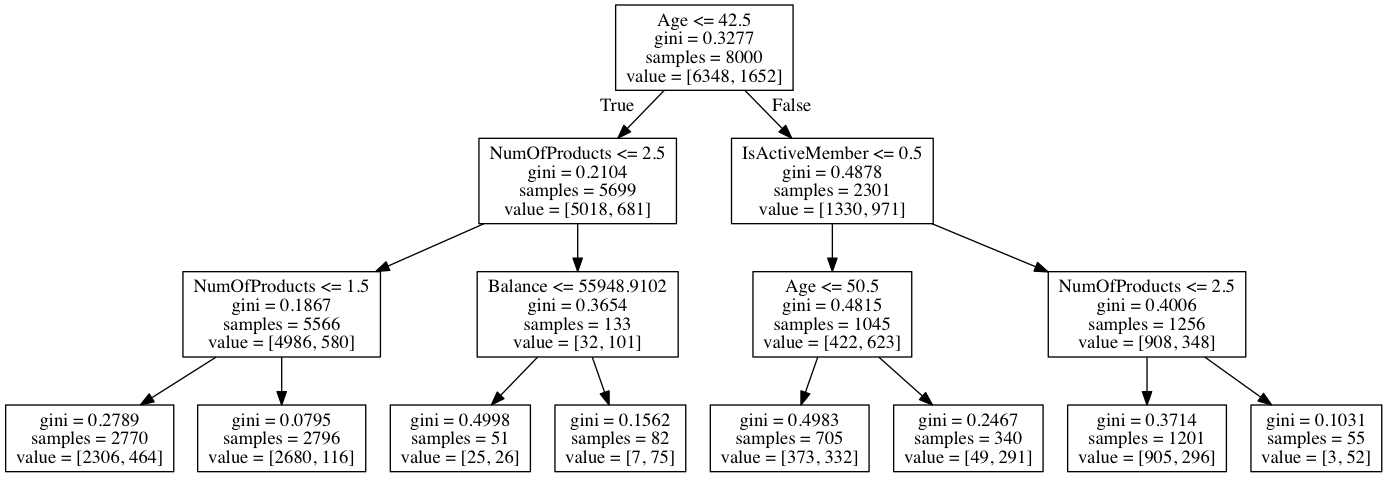 Age <= 42.5
gini = 0.3277
samples = 8000
value = [6348, 1652]
True
False
NumOfProducts <= 2.5
gini = 0.2104
samples = 5699
value = [5018, 681]
IsActiveMember <= 0.5
gini = 0.4878
samples = 2301
value = [1330, 971]
NumOfProducts <= 1.5
gini = 0.1867
samples = 5566
value = [4986, 580]
Balance <= 55948.9102
gini = 0.3654
samples = 133
value = [32, 101]
Age <= 50.5
gini = 0.4815
samples = 1045
value = [422, 623]
NumOfProducts <= 2.5
gini = 0.4006
samples = 1256
value = [908, 348]
gini = 0.2789
samples = 2770
value = [2306, 464]
gini = 0.0795
samples = 2796
value = [2680, 116]
gini = 0.4998
samples = 51
value = [25, 26]
gini = 0.1562
samples = 82
value = [7, 75]
gini = 0.4983
samples = 705
value = [373, 332]
gini = 0.2467
samples = 340
value = [49, 291]
gini = 0.3714
samples = 1201
value = [905, 296]
gini = 0.1031
samples = 55
value = [3, 52]